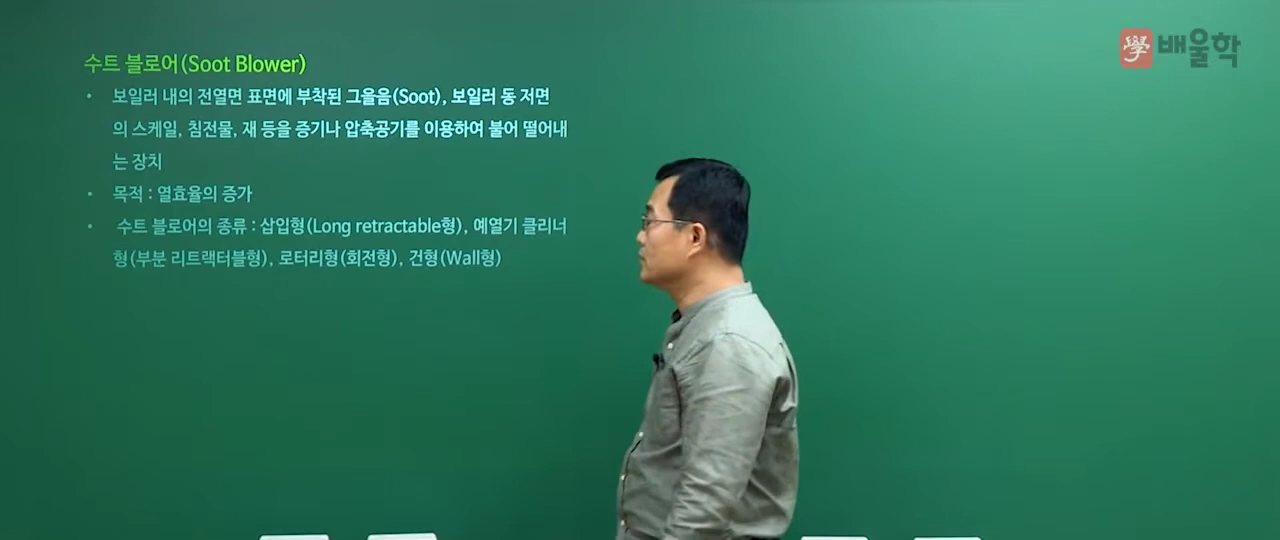 수트 블로어(Soot Blower)
學 배울학
• 보일러 내의 전열면 표면에 부착된 그을음(Soot), 보일러 동 저면
의 스케일, 침전물, 재 등을 증기나 압축공기를 이용하여 불어 떨어내
는 장치
• 목적 : 열효율의 증가
• 수트 블로어의 종류 : 삽입형(Long retractable형), 예열기 클리너
형(부분 리트랙터블형), 로터리형(회전형), 건형(Wall형)